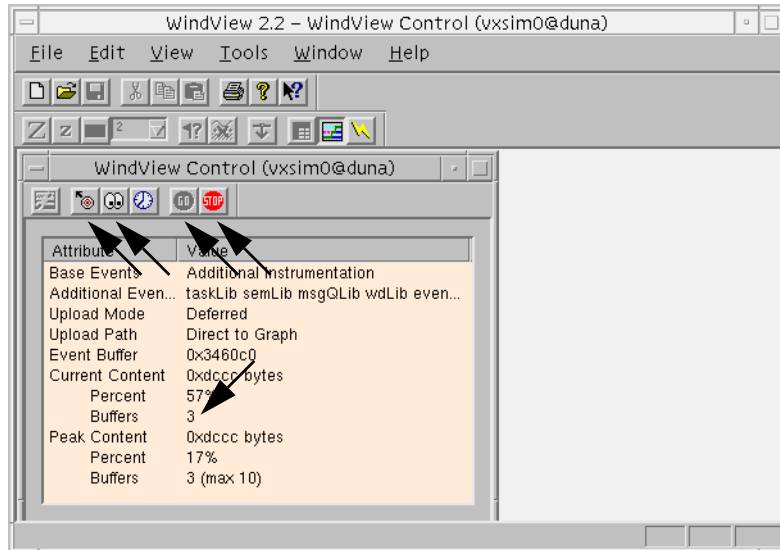 WindView 2.2 – WindView Control (vxsim0@duna)
File Edit View Tools Window Help
Z z 2
WindView Control (vxsim0@duna)
GO STOP
Attribute Value
Base Events Additional Instrumentation
Additional Even... taskLib semLib msgQLib wdLib even...
Upload Mode Deferred
Upload Path Direct to Graph
Event Buffer 0x3460c0
Current Content 0xdccc bytes
Percent 57%
Buffers 3
Peak Content 0xdccc bytes
Percent 17%
Buffers 3 (max 10)